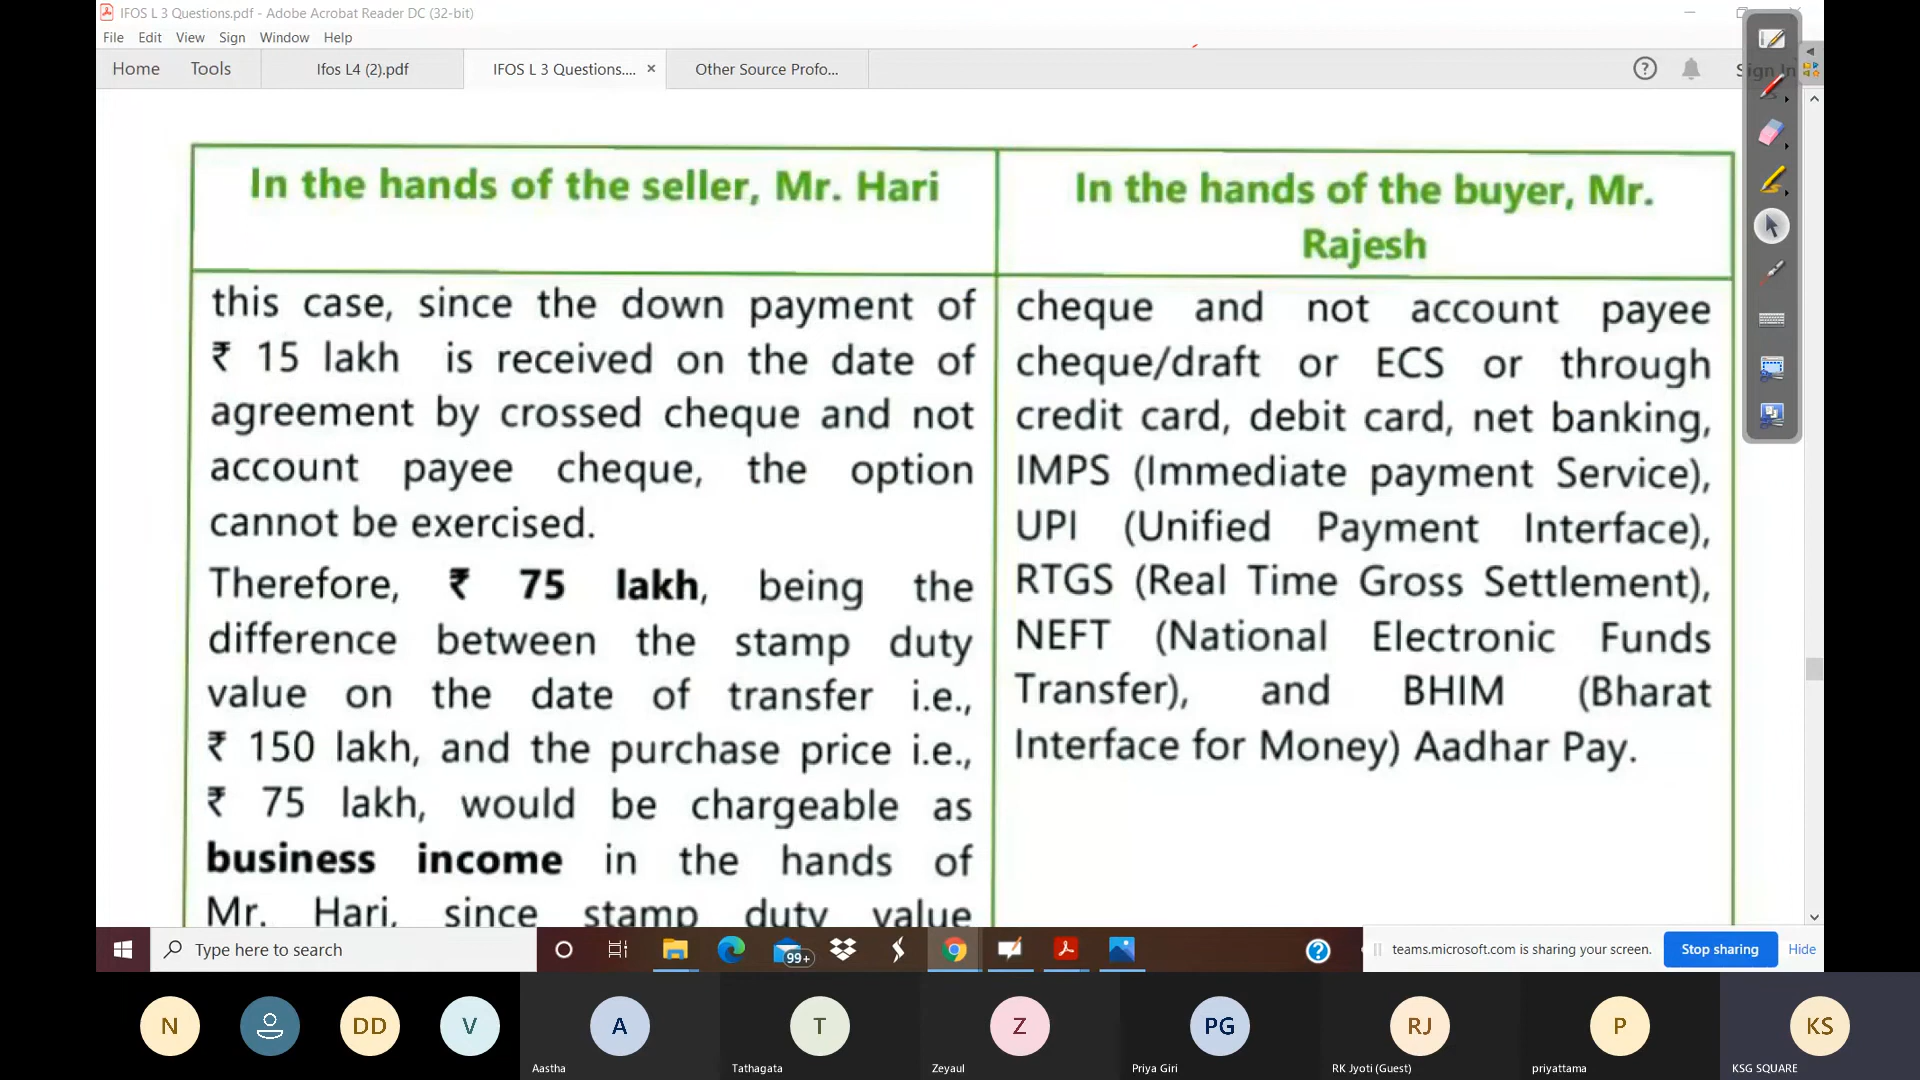 IFOS L 3 Questions.pdf - Adobe Acrobat Reader DC (32-bit)
File Edit View Sign Window Help
Home Tools Ifos L4 (2).pdf IFOS L 3 Questions.... × Other Source Profo... Sign In
In the hands of the seller, Mr. Hari
In the hands of the buyer, Mr.
Rajesh
this case, since the down payment of
₹ 15 lakh is received on the date of
agreement by crossed cheque and not
account payee cheque, the option
cannot be exercised.
Therefore, ₹ 75 lakh, being the
difference between the stamp duty
value on the date of transfer i.e.,
₹ 150 lakh, and the purchase price i.e.,
₹ 75 lakh, would be chargeable as
business income in the hands of
Mr. Hari, since stamp duty value
cheque and not account payee
cheque/draft or ECS or through
credit card, debit card, net banking,
IMPS (Immediate payment Service),
UPI (Unified Payment Interface),
RTGS (Real Time Gross Settlement),
NEFT (National Electronic Funds
Transfer), and BHIM (Bharat
Interface for Money) Aadhar Pay.
Type here to search
99+
teams.microsoft.com is sharing your screen. Stop sharing Hide
N DD V A T Z PG RJ P KS
Aastha Tathagata Zeyaul Priya Giri RK Jyoti (Guest) priyattama KSG SQUARE